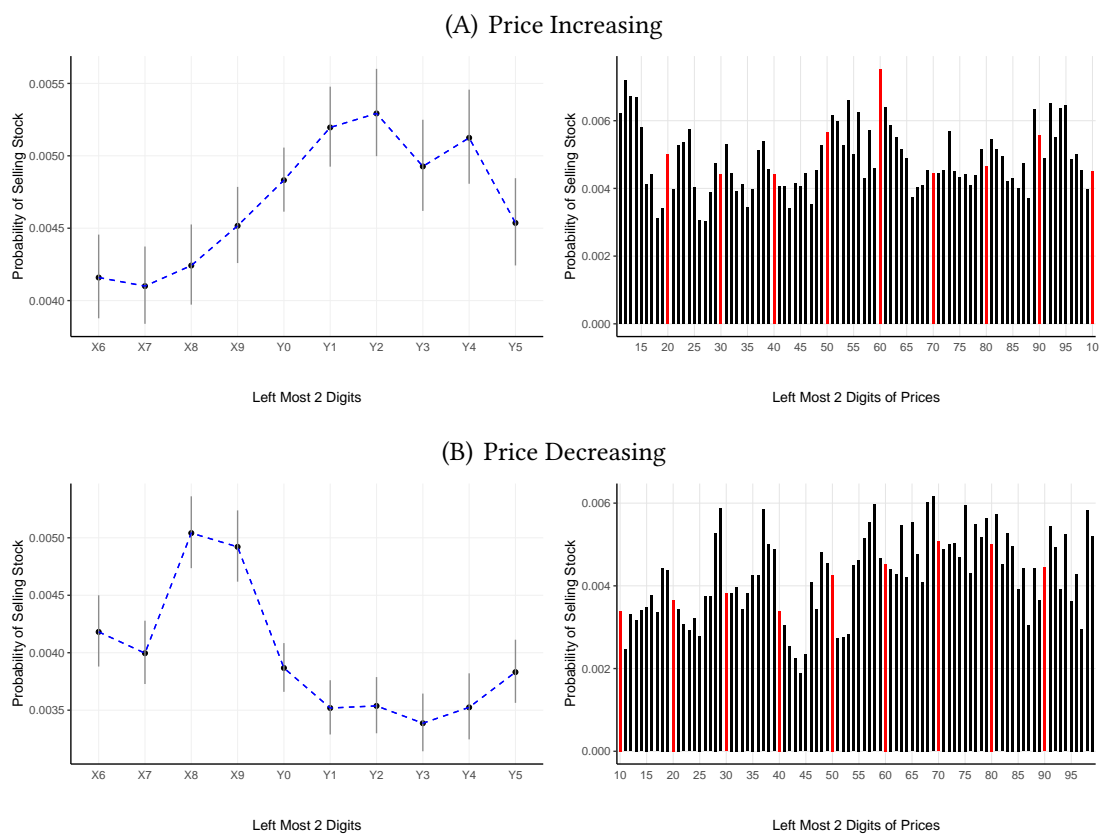 (A) Price Increasing
Probability of Selling Stock
0.0055
0.0050
0.0045
0.0040
X6 X7 X8 X9 Y0 Y1 Y2 Y3 Y4 Y5
Left Most 2 Digits
Probability of Selling Stock
0.006
0.004
0.002
0.000
15 20 25 30 35 40 45 50 55 60 65 70 75 80 85 90 95 10
Left Most 2 Digits of Prices
(B) Price Decreasing
Probability of Selling Stock
0.0050
0.0045
0.0040
0.0035
X6 X7 X8 X9 Y0 Y1 Y2 Y3 Y4 Y5
Left Most 2 Digits
Probability of Selling Stock
0.006
0.004
0.002
0.000
10 15 20 25 30 35 40 45 50 55 60 65 70 75 80 85 90 95
Left Most 2 Digits of Prices